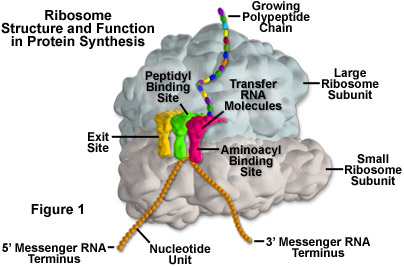 Ribosome
Structure and Function
in Protein Synthesis
Growing
Polypeptide
Chain
Peptidyl
Binding
Site
Transfer
RNA
Molecules
Large
Ribosome
Subunit
Exit
Site
Aminoacyl
Binding
Site
Small
Ribosome
Subunit
Figure 1
5' Messenger RNA
Terminus
Nucleotide
Unit
3' Messenger RNA
Terminus